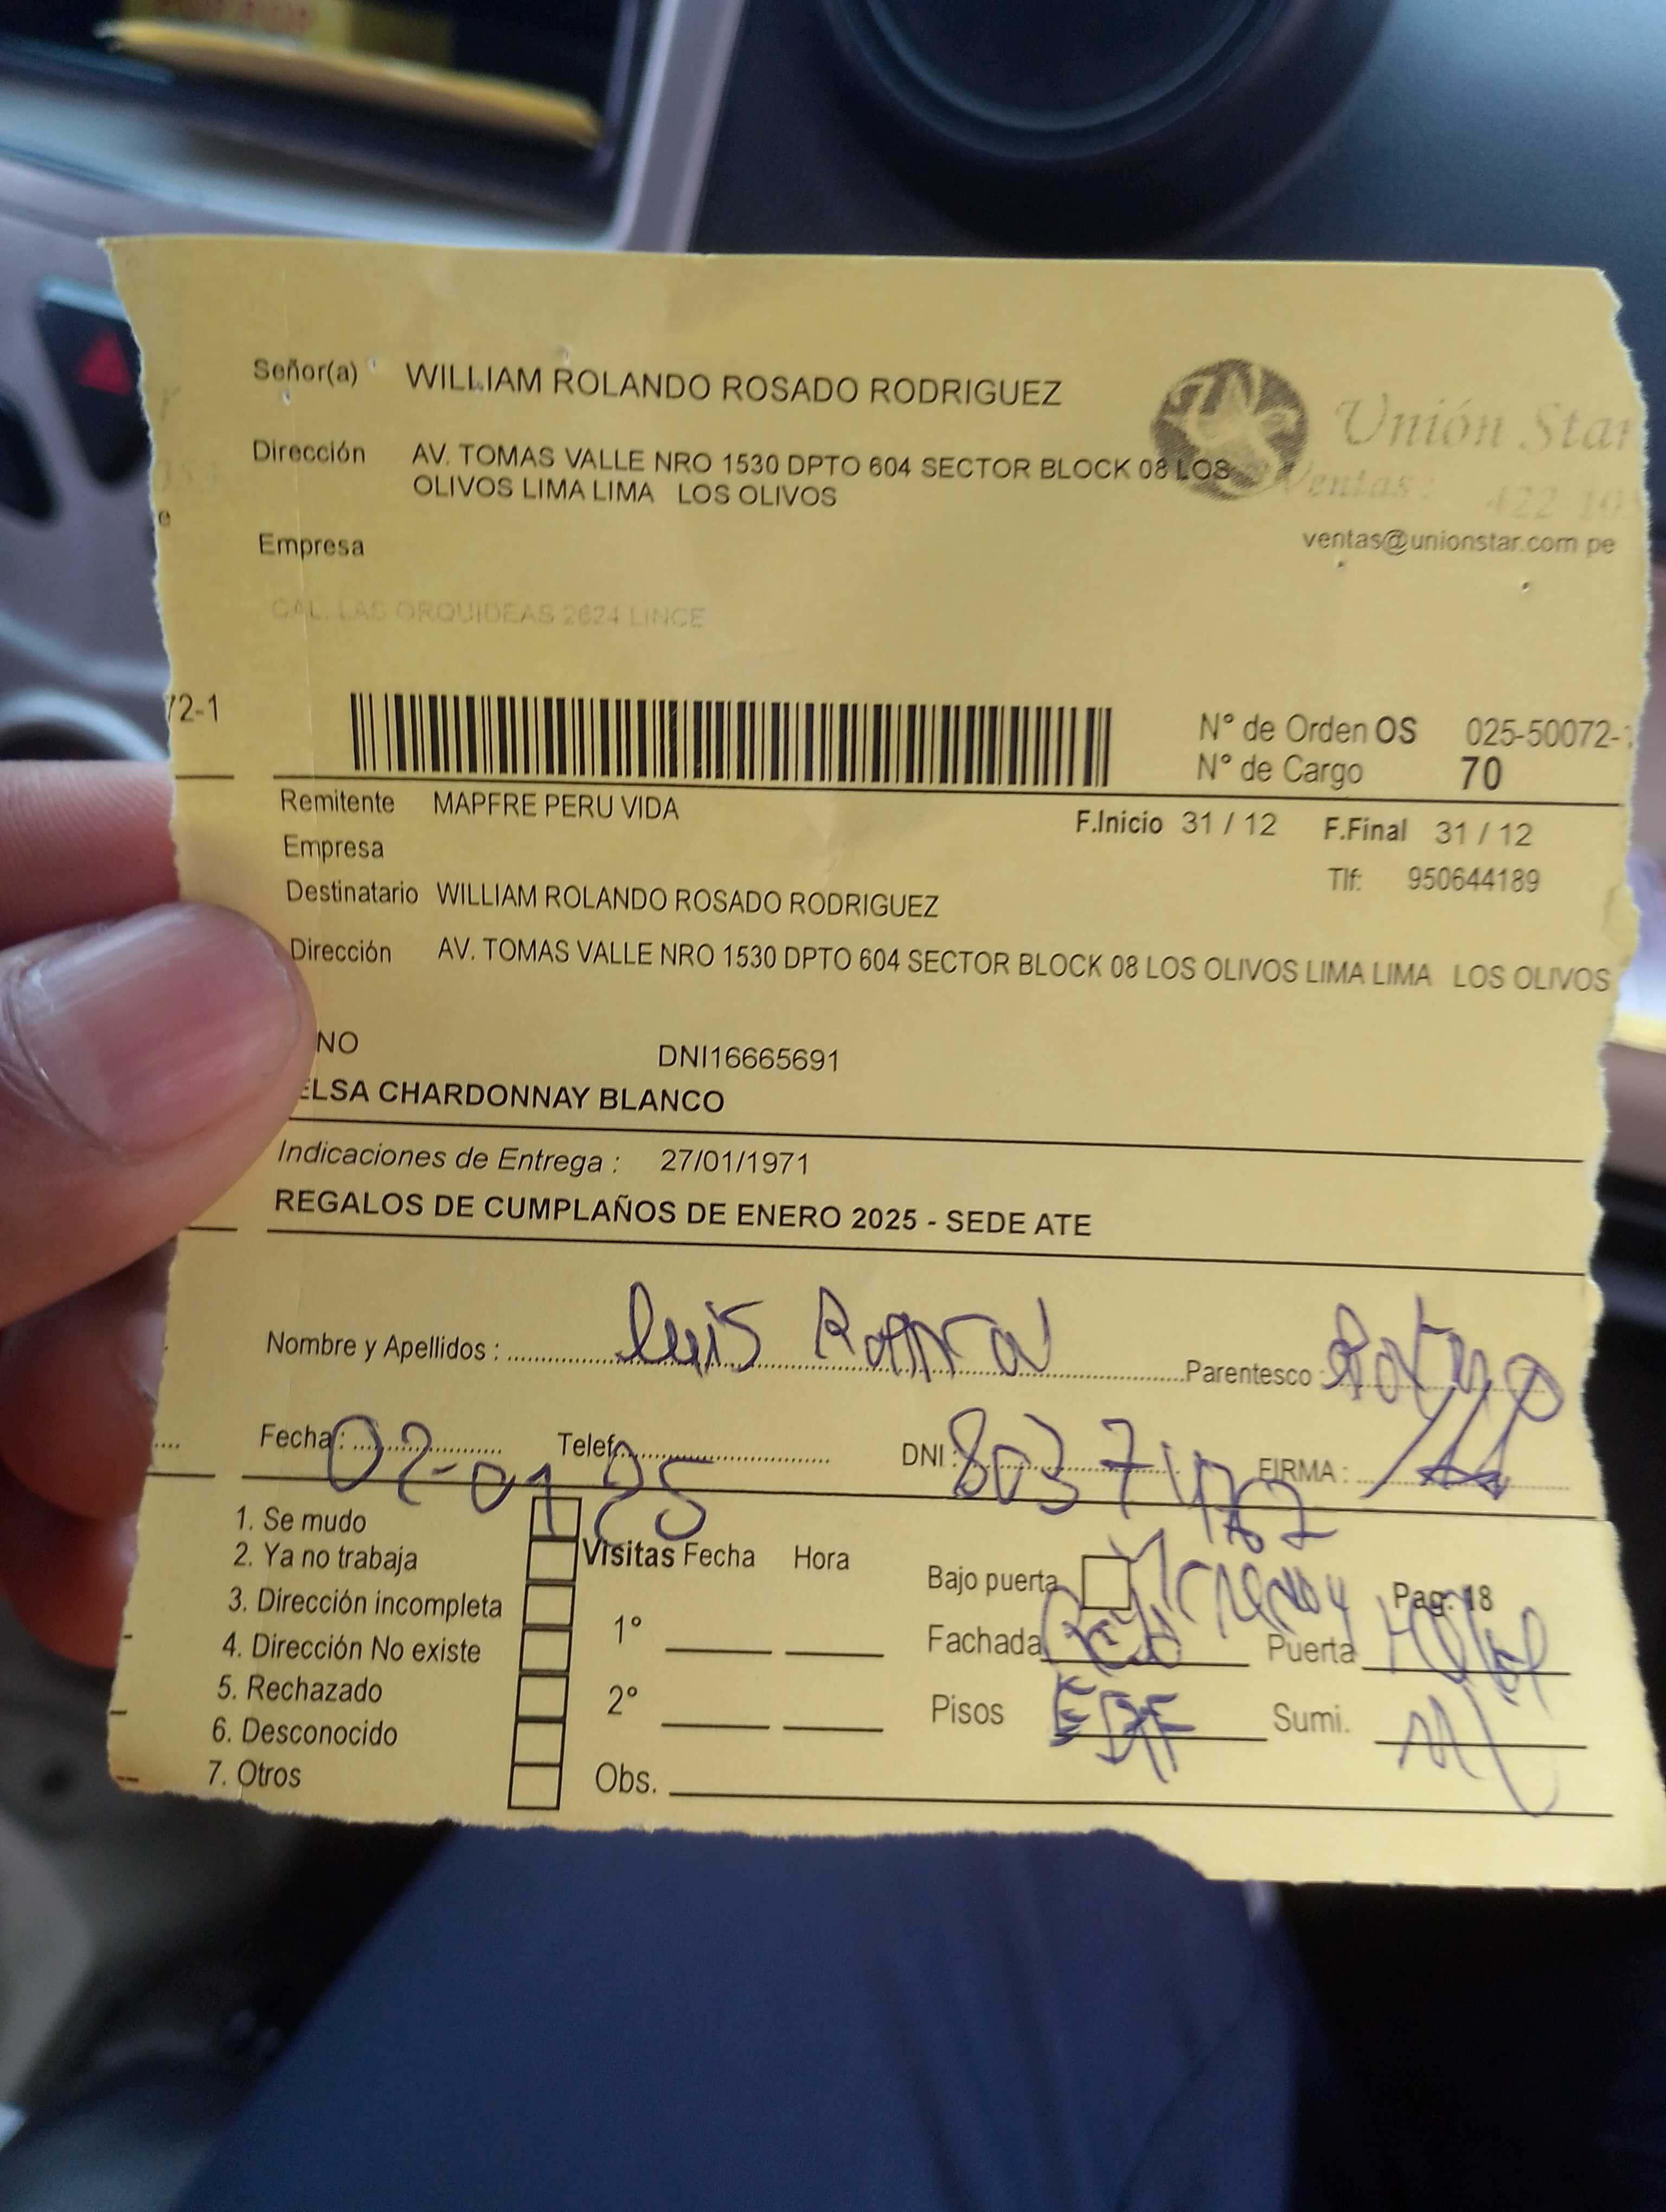 Señor(a) WILLIAM ROLANDO ROSADO RODRIGUEZ
Unión Star
Dirección AV. TOMAS VALLE NRO 1530 DPTO 604 SECTOR BLOCK 08 LOS
OLIVOS LIMA LIMA LOS OLIVOS
Ventas: 422 10
ventas@unionstar.com pe
e
Empresa
CAL. LAS ORQUIDEAS 2624 LINCE
72-1
N° de Orden OS 025-50072-
N° de Cargo 70
Remitente MAPFRE PERU VIDA
F.Inicio 31 / 12 F.Final 31 / 12
Empresa
Tlf: 950644189
Destinatario WILLIAM ROLANDO ROSADO RODRIGUEZ
Dirección AV. TOMAS VALLE NRO 1530 DPTO 604 SECTOR BLOCK 08 LOS OLIVOS LIMA LIMA LOS OLIVOS
NO DNI16665691
ELSA CHARDONNAY BLANCO
Indicaciones de Entrega : 27/01/1971
REGALOS DE CUMPLAÑOS DE ENERO 2025 - SEDE ATE
Nombre y Apellidos : Luis Parentesco :
Fecha : 02-01 25 Telef. DNI : FIRMA :
1. Se mudo
2. Ya no trabaja
3. Dirección incompleta
4. Dirección No existe
5. Rechazado
6. Desconocido
7. Otros
Visitas Fecha Hora
1°
2°
Obs.
Bajo puerta Pag. 18
Fachada Puerta
Pisos EDF Sumi.